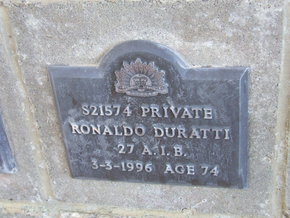 S21574 PRIVATE
RONALDO DURATTI
27 A.I.B.
3-3-1996 AGE 74